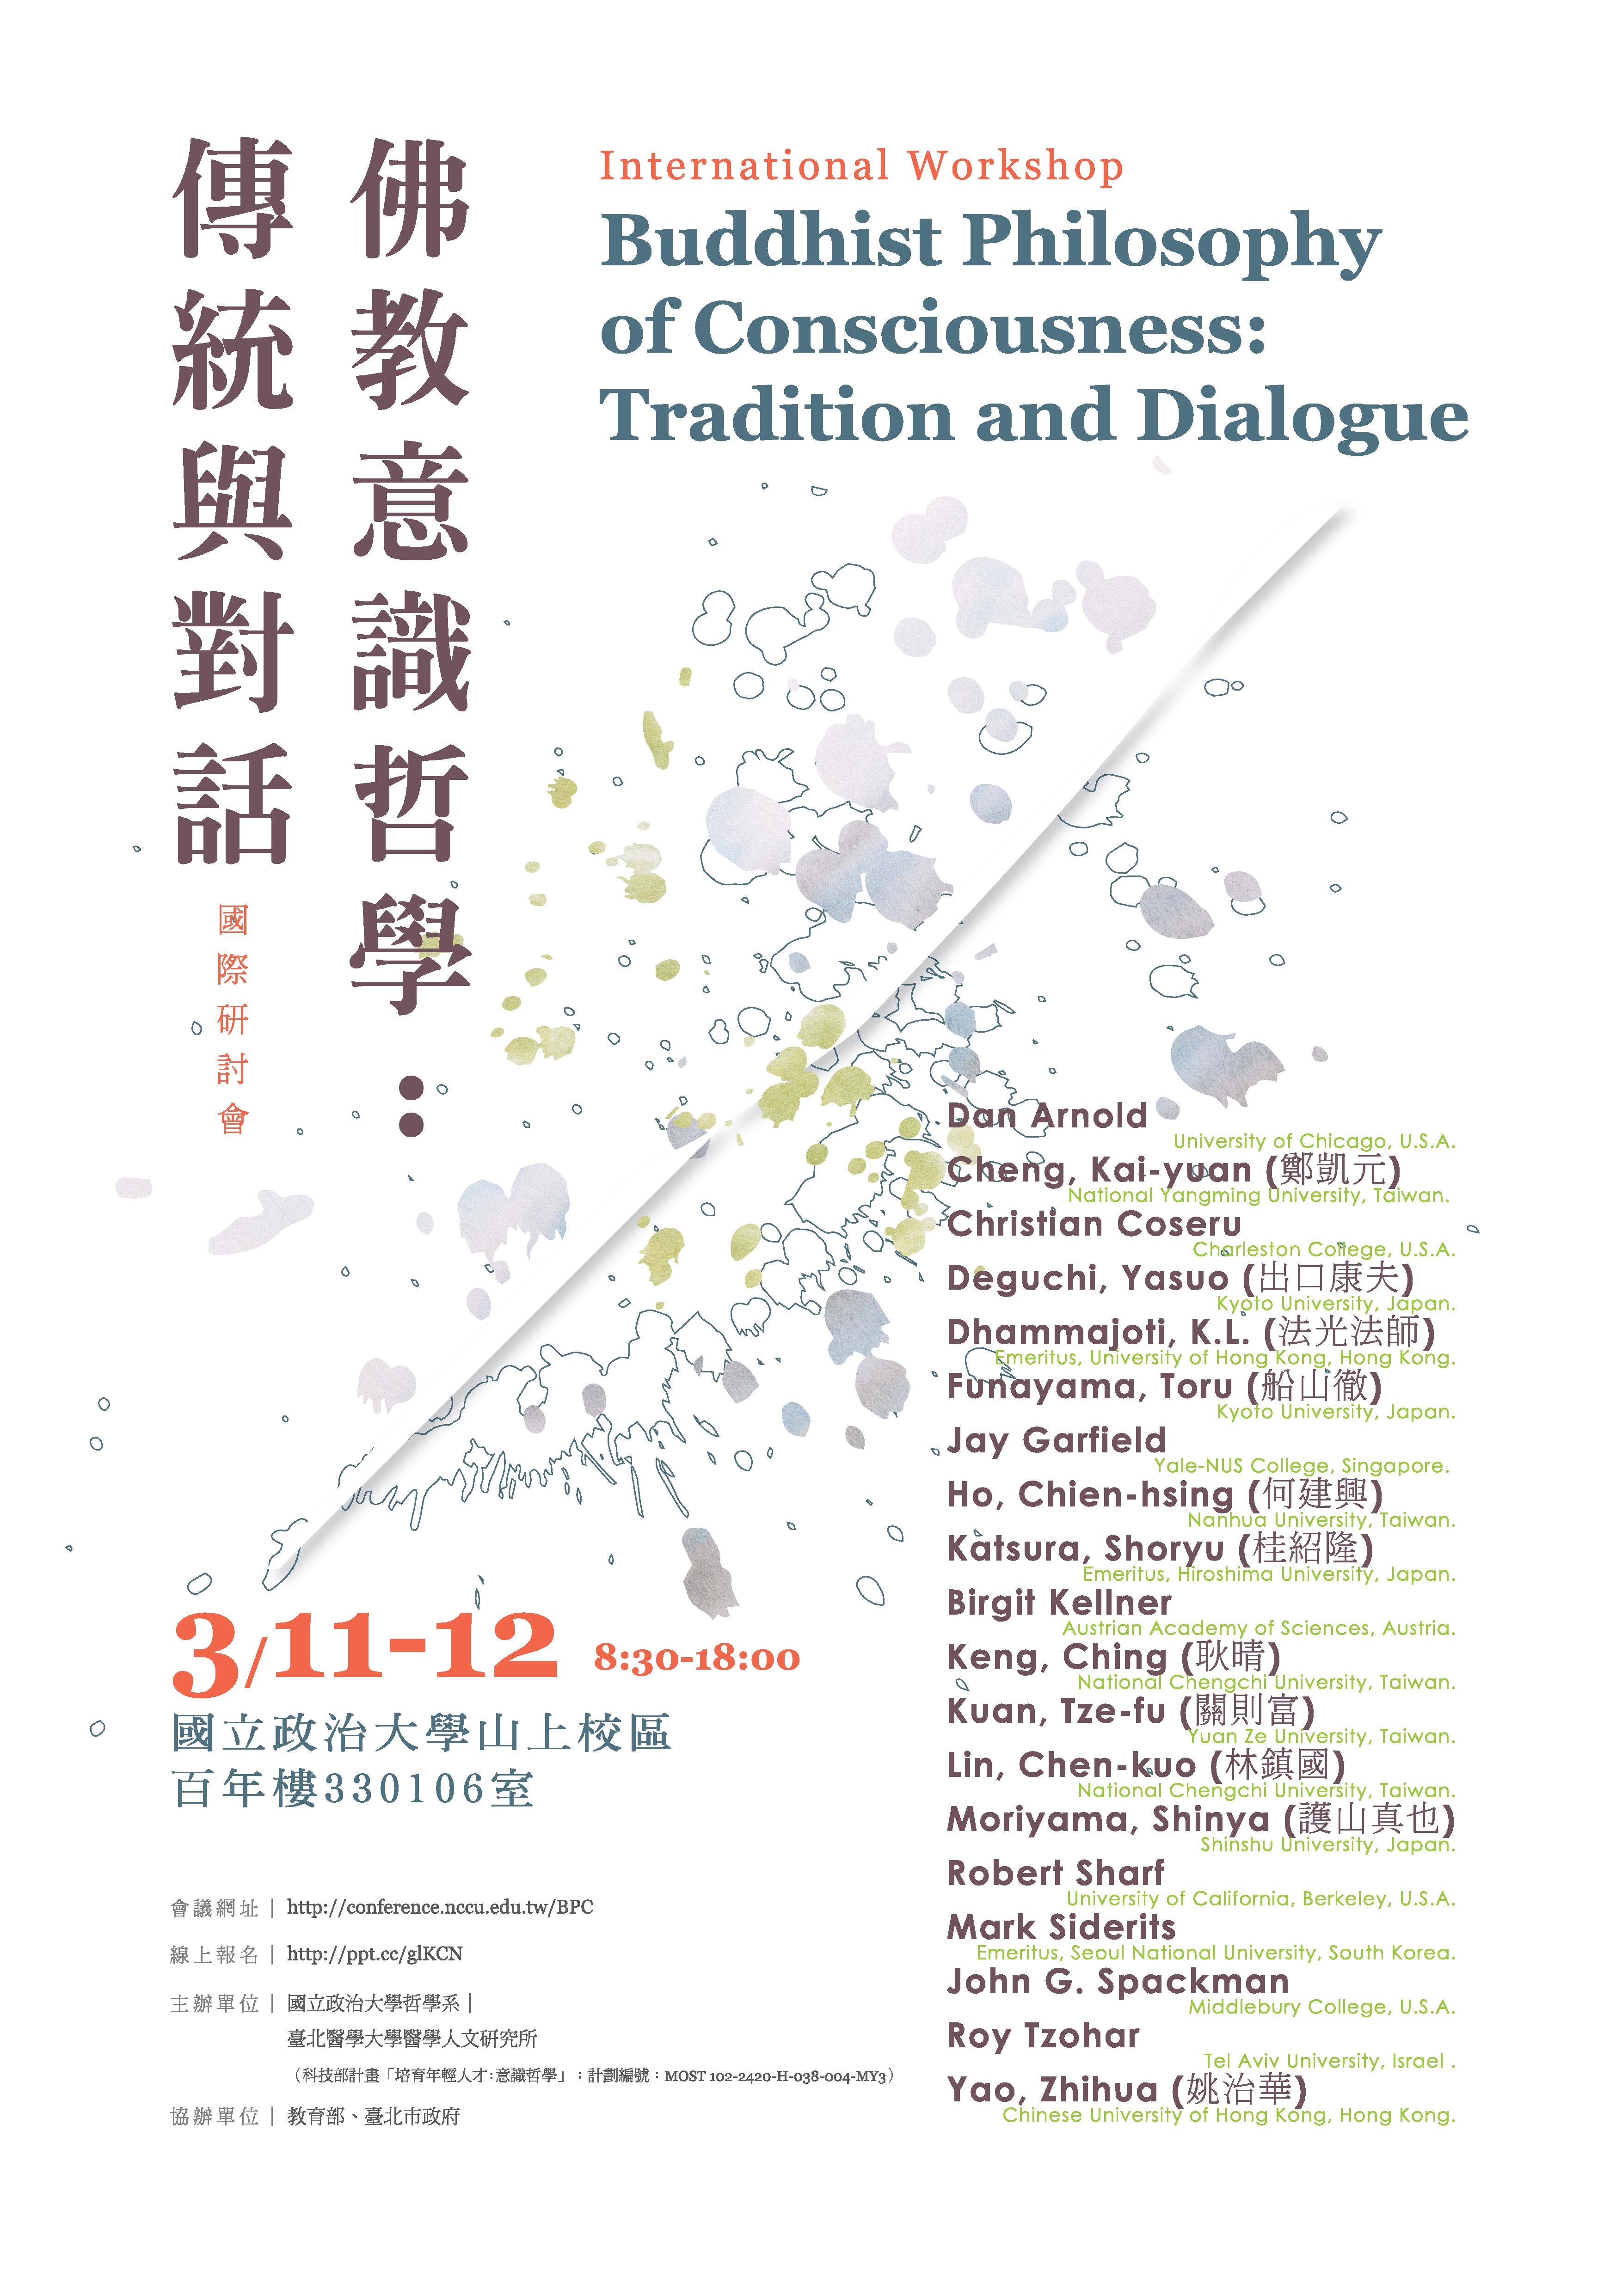 佛教意識哲學：
傳統與對話
國際研討會
International Workshop
Buddhist Philosophy
of Consciousness:
Tradition and Dialogue
Dan Arnold
University of Chicago, U.S.A.
Cheng, Kai-yuan (鄭凱元)
National Yangming University, Taiwan.
Christian Coseru
Charleston College, U.S.A.
Deguchi, Yasuo (出口康夫)
Kyoto University, Japan.
Dhammajoti, K.L. (法光法師)
Emeritus, University of Hong Kong, Hong Kong.
Funayama, Toru (船山徹)
Kyoto University, Japan.
Jay Garfield
Yale-NUS College, Singapore.
Ho, Chien-hsing (何建興)
Nanhua University, Taiwan.
Katsura, Shoryu (桂紹隆)
Emeritus, Hiroshima University, Japan.
Birgit Kellner
Austrian Academy of Sciences, Austria.
Keng, Ching (耿晴)
National Chengchi University, Taiwan.
Kuan, Tze-fu (關則富)
Yuan Ze University, Taiwan.
Lin, Chen-kuo (林鎮國)
National Chengchi University, Taiwan.
Moriyama, Shinya (護山真也)
Shinshu University, Japan.
Robert Sharf
University of California, Berkeley, U.S.A.
Mark Siderits
Emeritus, Seoul National University, South Korea.
John G. Spackman
Middlebury College, U.S.A.
Roy Tzohar
Tel Aviv University, Israel .
Yao, Zhihua (姚治華)
Chinese University of Hong Kong, Hong Kong.
3/11-12 8:30-18:00
國立政治大學山上校區
百年樓330106室
會議網址｜http://conference.nccu.edu.tw/BPC
線上報名｜http://ppt.cc/glKCN
主辦單位｜國立政治大學哲學系｜
臺北醫學大學醫學人文研究所
（科技部計畫「培育年輕人才：意識哲學」；計劃編號：MOST 102-2420-H-038-004-MY3）
協辦單位｜教育部、臺北市政府